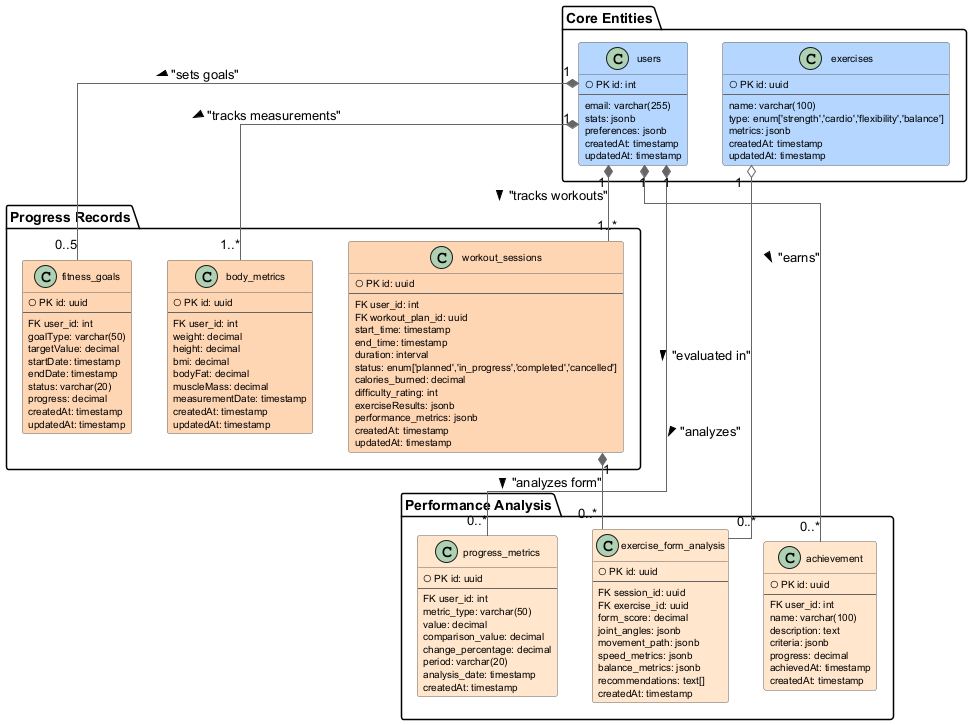 Core Entities
C users
PK id: int
email: varchar(255)
stats: jsonb
preferences: jsonb
createdAt: timestamp
updatedAt: timestamp
C exercises
PK id: uuid
name: varchar(100)
type: enum['strength','cardio','flexibility','balance']
metrics: jsonb
createdAt: timestamp
updatedAt: timestamp
"sets goals"
1
"tracks measurements"
1
1
"tracks workouts"
1..*
1
1
1
"earns"
"evaluated in"
"analyzes"
Progress Records
0..5
1..*
C fitness_goals
PK id: uuid
FK user_id: int
goalType: varchar(50)
targetValue: decimal
startDate: timestamp
endDate: timestamp
status: varchar(20)
progress: decimal
createdAt: timestamp
updatedAt: timestamp
C body_metrics
PK id: uuid
FK user_id: int
weight: decimal
height: decimal
bmi: decimal
bodyFat: decimal
muscleMass: decimal
measurementDate: timestamp
createdAt: timestamp
updatedAt: timestamp
C workout_sessions
PK id: uuid
FK user_id: int
FK workout_plan_id: uuid
start_time: timestamp
end_time: timestamp
duration: interval
status: enum['planned','in_progress','completed','cancelled']
calories_burned: decimal
difficulty_rating: int
exerciseResults: jsonb
performance_metrics: jsonb
createdAt: timestamp
updatedAt: timestamp
1
"analyzes form"
Performance Analysis
0..*
0..*
0..*
0..*
C progress_metrics
PK id: uuid
FK user_id: int
metric_type: varchar(50)
value: decimal
comparison_value: decimal
change_percentage: decimal
period: varchar(20)
analysis_date: timestamp
createdAt: timestamp
C exercise_form_analysis
PK id: uuid
FK session_id: uuid
FK exercise_id: uuid
form_score: decimal
joint_angles: jsonb
movement_path: jsonb
speed_metrics: jsonb
balance_metrics: jsonb
recommendations: text[]
createdAt: timestamp
C achievement
PK id: uuid
FK user_id: int
name: varchar(100)
description: text
criteria: jsonb
progress: decimal
achievedAt: timestamp
createdAt: timestamp